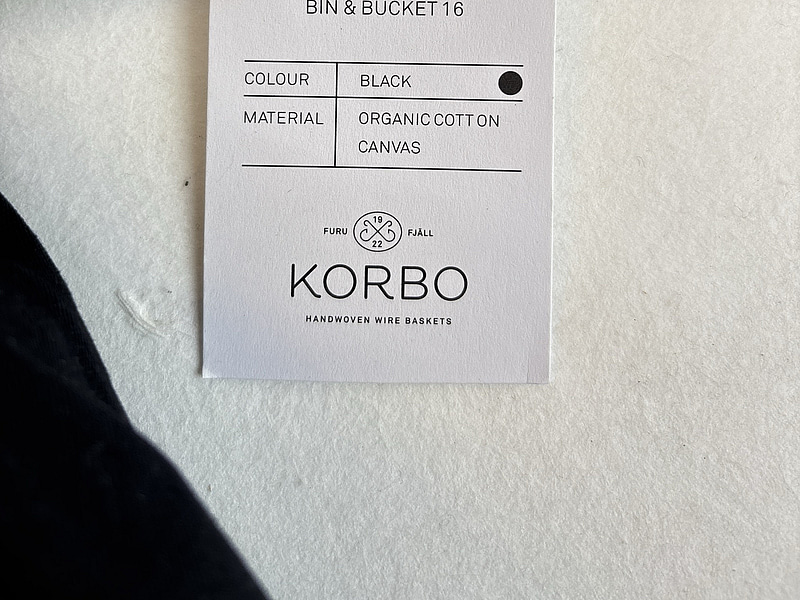 BIN & BUCKET 16
COLOUR BLACK
MATERIAL ORGANIC COTTON
CANVAS
19
FURU FJÄLL
22
KORBO
HANDWOVEN WIRE BASKETS